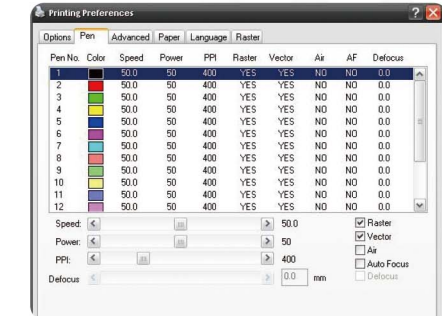 Printing Preferences
Options Pen Advanced Paper Language Raster
Pen No. Color Speed Power PPI Raster Vector Air AF Defocus
1 50.0 50 400 YES YES NO NO 0.0
2 50.0 50 400 YES YES NO NO 0.0
3 50.0 50 400 YES YES NO NO 0.0
4 50.0 50 400 YES YES NO NO 0.0
5 50.0 50 400 YES YES NO NO 0.0
6 50.0 50 400 YES YES NO NO 0.0
7 50.0 50 400 YES YES NO NO 0.0
8 50.0 50 400 YES YES NO NO 0.0
9 50.0 50 400 YES YES NO NO 0.0
10 50.0 50 400 YES YES NO NO 0.0
11 50.0 50 400 YES YES NO NO 0.0
12 50.0 50 400 YES YES NO NO 0.0
Speed: 50.0 Raster
Power: 50 Vector
Air
PPI: 400 Auto Focus
Defocus 0.0 mm Defocus